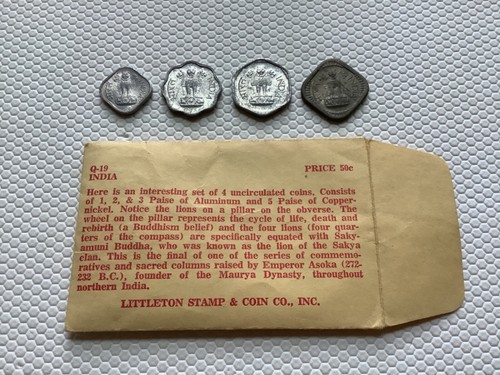 Q-19
INDIA
PRICE 50c
Here is an interesting set of 4 uncirculated coins. Consists
of 1, 2, & 3 Paise of Aluminum and 5 Paise of Copper-
nickel. Notice the lions on a pillar on the obverse. The
wheel on the pillar represents the cycle of life, death and
rebirth (a Buddhism belief) and the four lions (four quar-
ters of the compass) are specifically equated with Saky-
amuni Buddha, who was known as the lion of the Sakya
clan. This is the final of one of the series of commemo-
ratives and sacred columns raised by Emperor Asoka (272-
232 B.C.), founder of the Maurya Dynasty, throughout
northern India.
LITTLETON STAMP & COIN CO., INC.